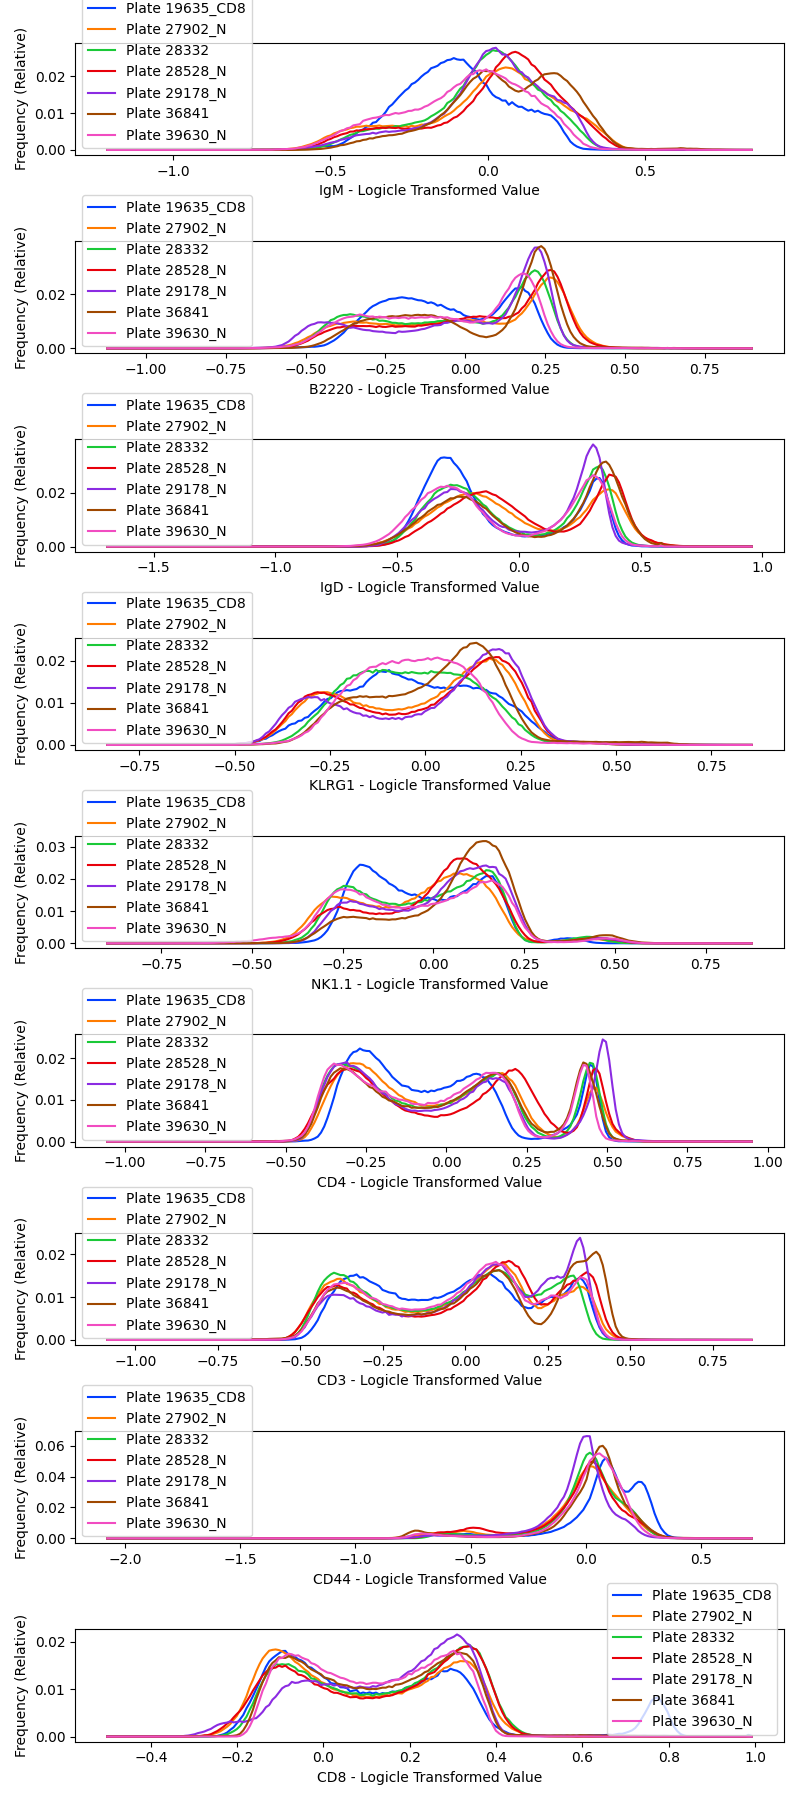 Plate 19635_CD8
Plate 27902_N
Plate 28332
Plate 28528_N
Plate 29178_N
Plate 36841
Plate 39630_N
Frequency (Relative)
0.02
0.01
0.00
−1.0 −0.5 0.0 0.5
IgM - Logicle Transformed Value
Plate 19635_CD8
Plate 27902_N
Plate 28332
Plate 28528_N
Plate 29178_N
Plate 36841
Plate 39630_N
Frequency (Relative)
0.02
0.00
−1.00 −0.75 −0.50 −0.25 0.00 0.25 0.50 0.75
B2220 - Logicle Transformed Value
Plate 19635_CD8
Plate 27902_N
Plate 28332
Plate 28528_N
Plate 29178_N
Plate 36841
Plate 39630_N
Frequency (Relative)
0.02
0.00
−1.5 −1.0 −0.5 0.0 0.5 1.0
IgD - Logicle Transformed Value
Plate 19635_CD8
Plate 27902_N
Plate 28332
Plate 28528_N
Plate 29178_N
Plate 36841
Plate 39630_N
Frequency (Relative)
0.02
0.01
0.00
−0.75 −0.50 −0.25 0.00 0.25 0.50 0.75
KLRG1 - Logicle Transformed Value
Plate 19635_CD8
Plate 27902_N
Plate 28332
Plate 28528_N
Plate 29178_N
Plate 36841
Plate 39630_N
Frequency (Relative)
0.03
0.02
0.01
0.00
−0.75 −0.50 −0.25 0.00 0.25 0.50 0.75
NK1.1 - Logicle Transformed Value
Plate 19635_CD8
Plate 27902_N
Plate 28332
Plate 28528_N
Plate 29178_N
Plate 36841
Plate 39630_N
Frequency (Relative)
0.02
0.01
0.00
−1.00 −0.75 −0.50 −0.25 0.00 0.25 0.50 0.75 1.00
CD4 - Logicle Transformed Value
Plate 19635_CD8
Plate 27902_N
Plate 28332
Plate 28528_N
Plate 29178_N
Plate 36841
Plate 39630_N
Frequency (Relative)
0.02
0.01
0.00
−1.00 −0.75 −0.50 −0.25 0.00 0.25 0.50 0.75
CD3 - Logicle Transformed Value
Plate 19635_CD8
Plate 27902_N
Plate 28332
Plate 28528_N
Plate 29178_N
Plate 36841
Plate 39630_N
Frequency (Relative)
0.06
0.04
0.02
0.00
−2.0 −1.5 −1.0 −0.5 0.0 0.5
CD44 - Logicle Transformed Value
Plate 19635_CD8
Plate 27902_N
Plate 28332
Plate 28528_N
Plate 29178_N
Plate 36841
Plate 39630_N
Frequency (Relative)
0.02
0.01
0.00
−0.4 −0.2 0.0 0.2 0.4 0.6 0.8 1.0
CD8 - Logicle Transformed Value